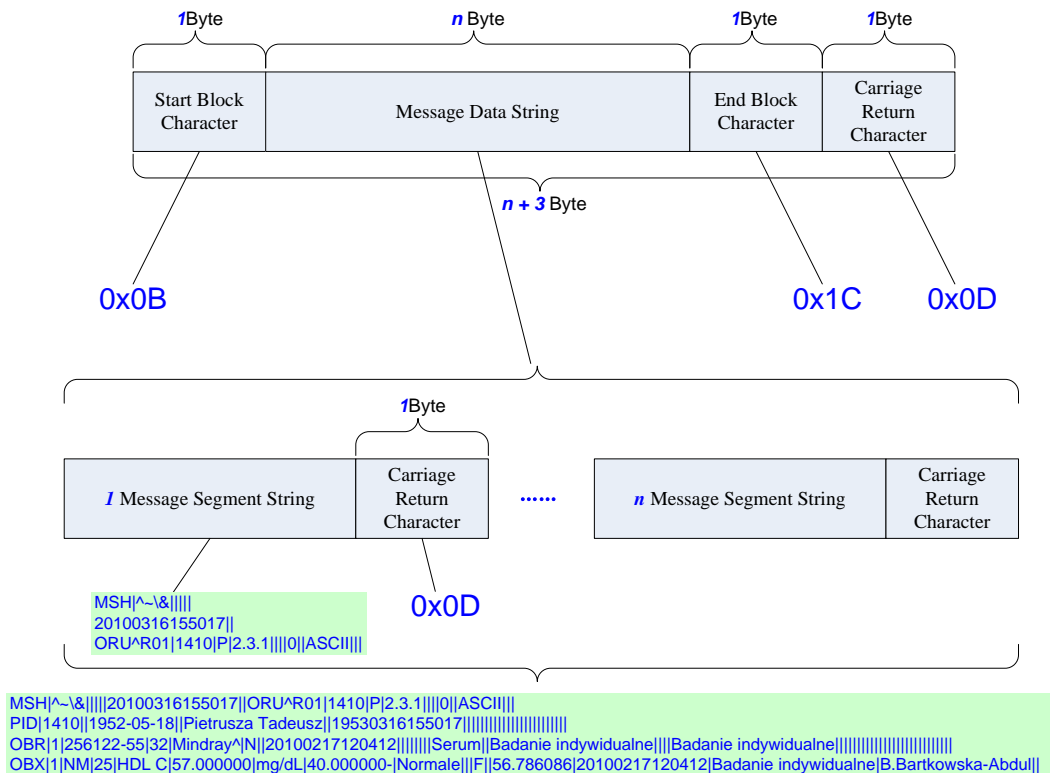 1Byte
n Byte
1Byte
1Byte
Start Block
Character
Message Data String
End Block
Character
Carriage
Return
Character
n + 3 Byte
0x0B
0x1C
0x0D
1Byte
1 Message Segment String
Carriage
Return
Character
......
n Message Segment String
Carriage
Return
Character
MSH|^~\&|||||
20100316155017||
ORU^R01|1410|P|2.3.1||||0||ASCII|||
0x0D
MSH|^~\&|||||20100316155017||ORU^R01|1410|P|2.3.1||||0||ASCII|||
PID|1410||1952-05-18||Pietrusza Tadeusz||19530316155017||||||||||||||||||||||||
OBR|1|256122-55|32|Mindray^|N||20100217120412||||||||Serum||Badanie indywidualne||||Badanie indywidualne|||||||||||||||||||||||||||
OBX|1|NM|25|HDL C|57.000000|mg/dL|40.000000-|Normale|||F||56.786086|20100217120412|Badanie indywidualne|B.Bartkowska-Abdul||